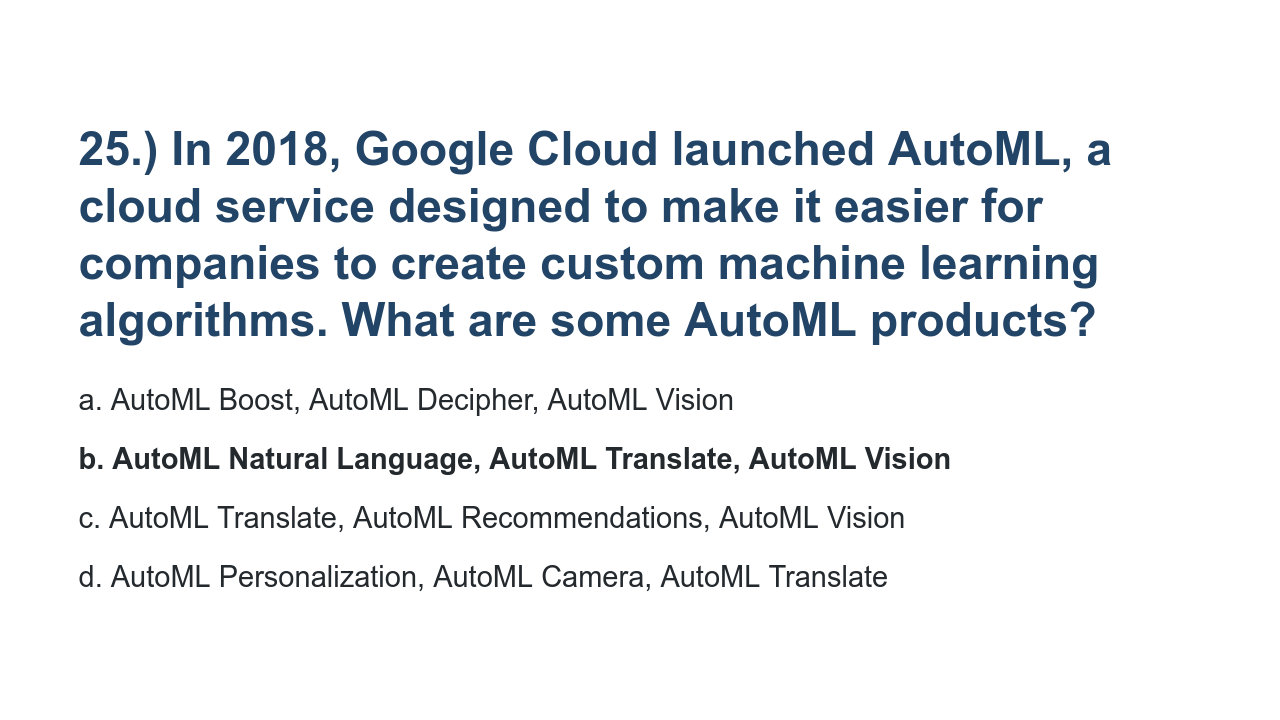 25.) In 2018, Google Cloud launched AutoML, a
cloud service designed to make it easier for
companies to create custom machine learning
algorithms. What are some AutoML products?
a. AutoML Boost, AutoML Decipher, AutoML Vision
b. AutoML Natural Language, AutoML Translate, AutoML Vision
c. AutoML Translate, AutoML Recommendations, AutoML Vision
d. AutoML Personalization, AutoML Camera, AutoML Translate